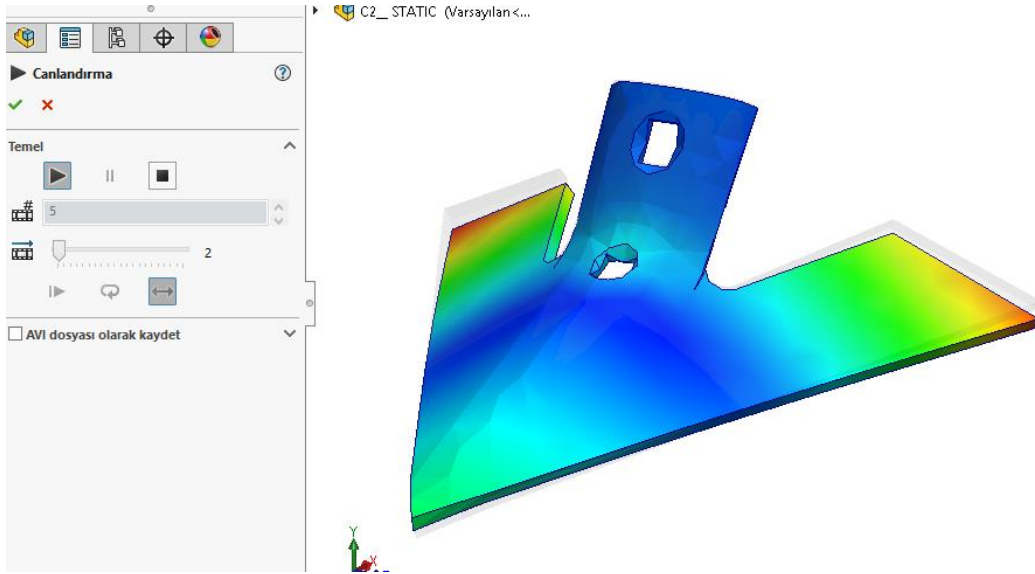 C2__ STATIC (Varsayılan<...
Canlandırma
Temel
5
2
AVI dosyası olarak kaydet
Y
X